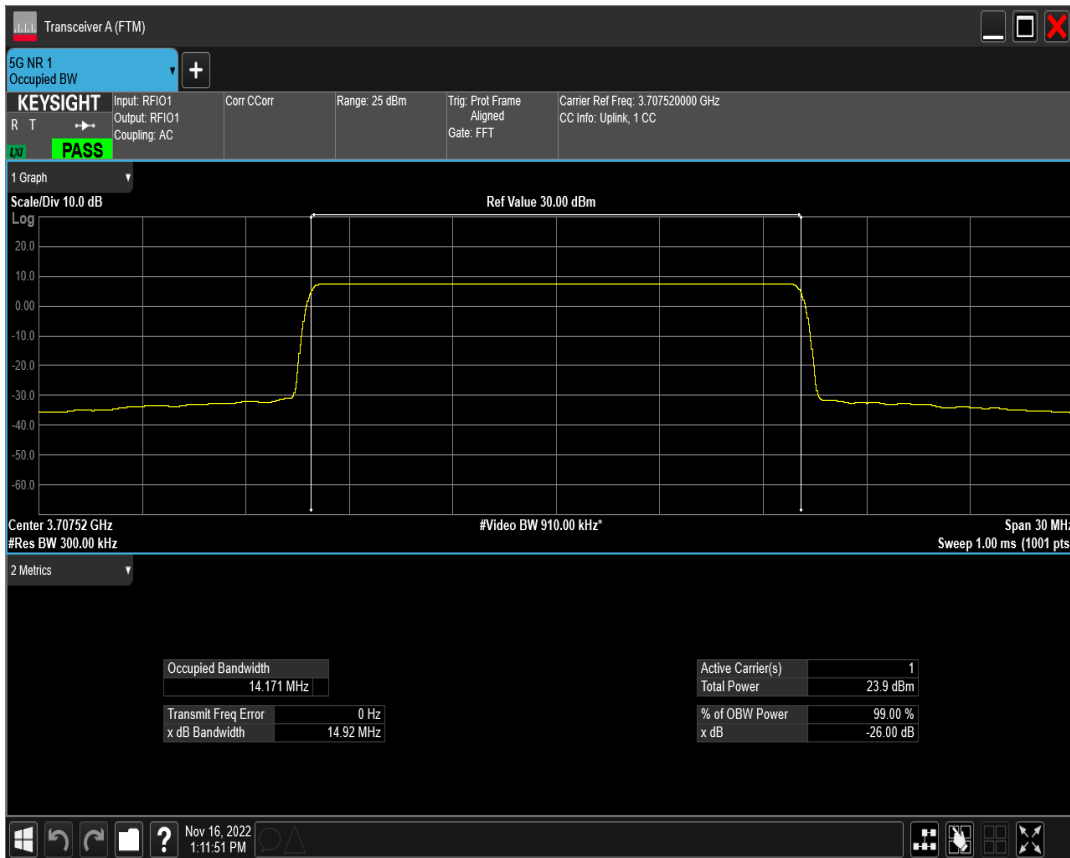 Transceiver A (FTM)
5G NR 1
Occupied BW
+
KEYSIGHT
R T
LXI
PASS
Input: RFIO1
Output: RFIO1
Coupling: AC
Corr CCorr
Range: 25 dBm
Trig: Prot Frame
Aligned
Gate: FFT
Carrier Ref Freq: 3.707520000 GHz
CC Info: Uplink, 1 CC
1 Graph
Scale/Div 10.0 dB
Ref Value 30.00 dBm
Log
20.0
10.0
0.00
-10.0
-20.0
-30.0
-40.0
-50.0
-60.0
Center 3.70752 GHz
#Video BW 910.00 kHz*
Span 30 MHz
#Res BW 300.00 kHz
Sweep 1.00 ms (1001 pts
2 Metrics
Occupied Bandwidth
14.171 MHz
Transmit Freq Error 0 Hz
x dB Bandwidth 14.92 MHz
Active Carrier(s) 1
Total Power 23.9 dBm
% of OBW Power 99.00 %
x dB -26.00 dB
?
Nov 16, 2022
1:11:51 PM